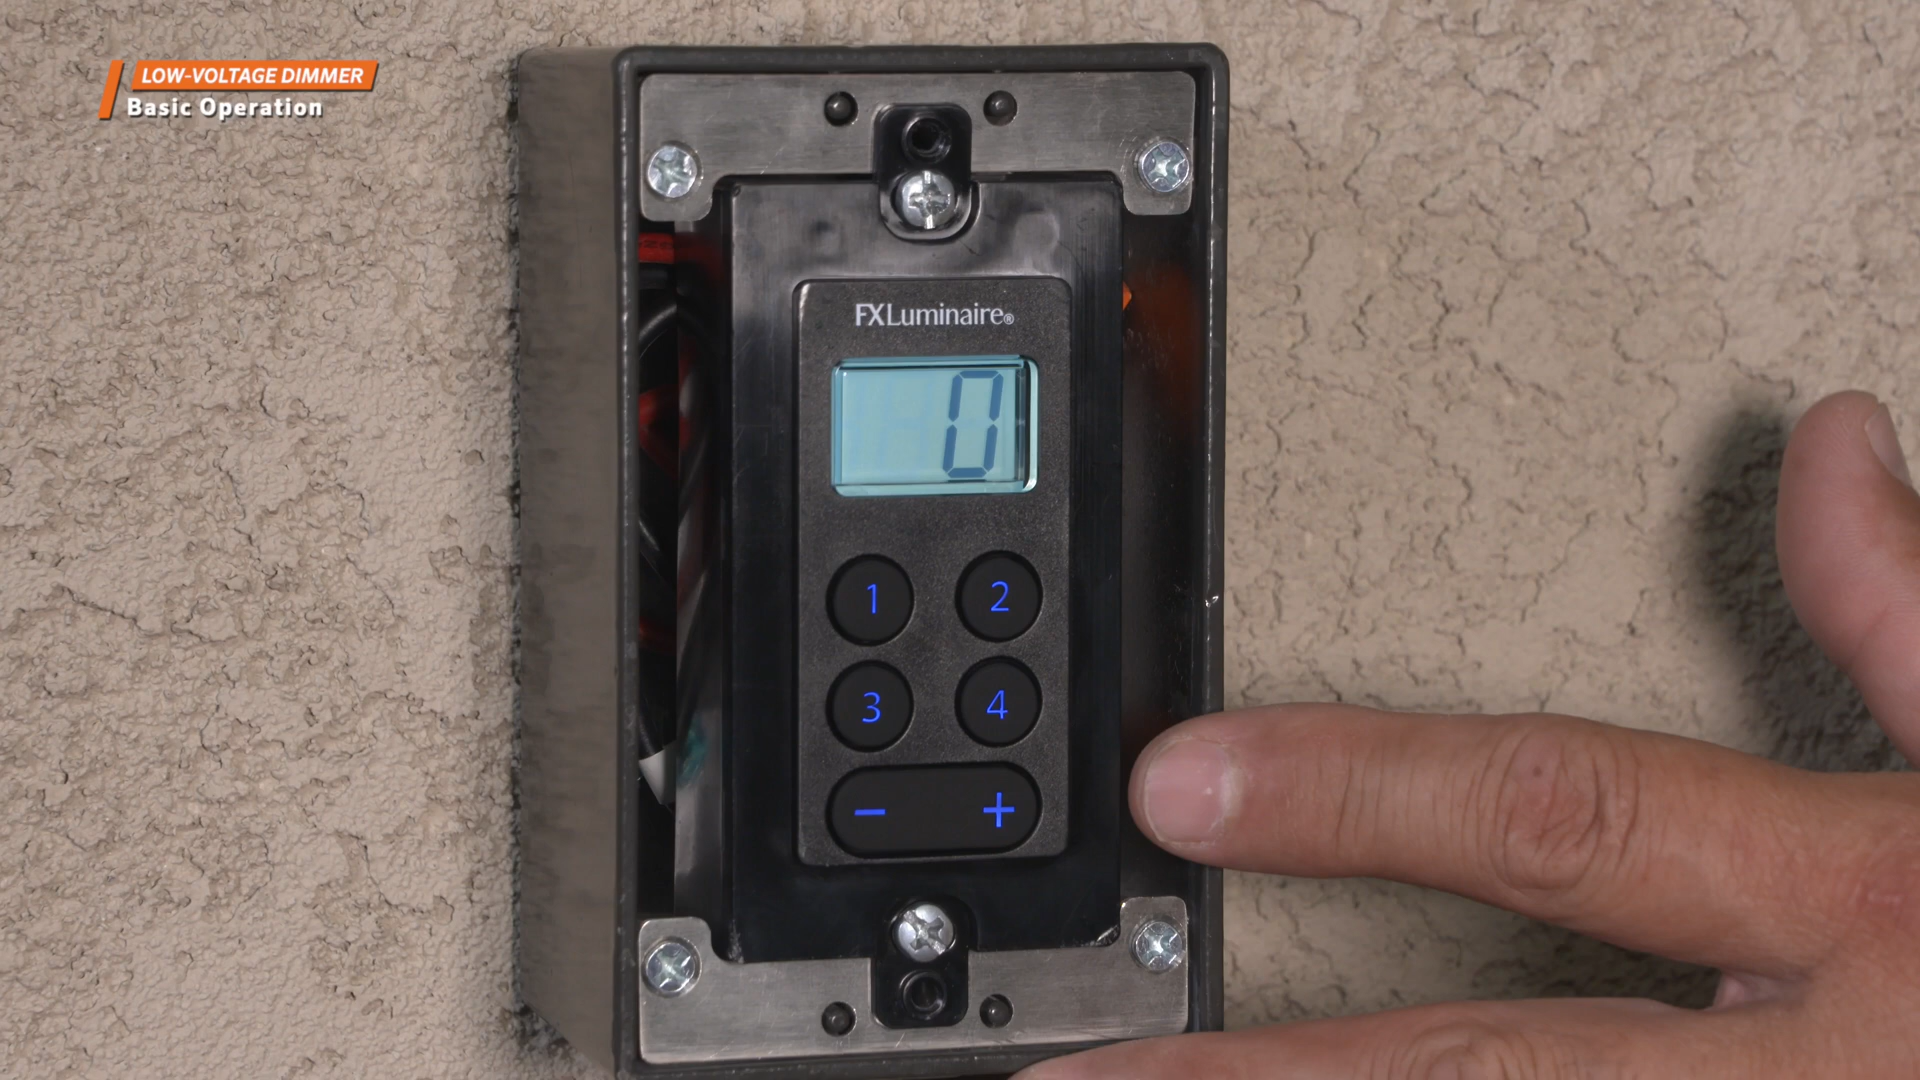 LOW-VOLTAGE DIMMER
Basic Operation
FXLuminaire®
0
1 2
3 4
− +